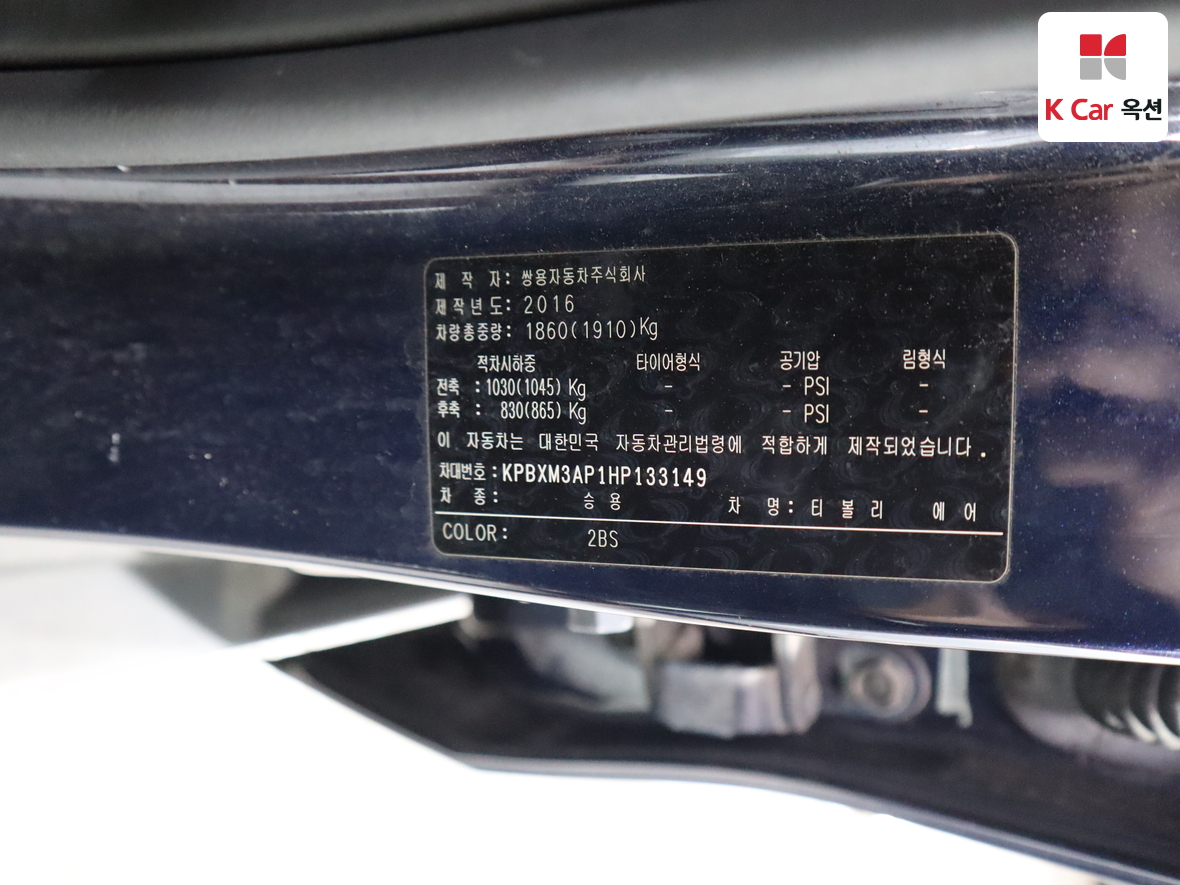 K Car 옥션
제 작 자: 쌍용자동차주식회사
제작년도: 2016
차량총중량: 1860(1910)Kg
적차시하중 타이어형식 공기압 림형식
전축 : 1030(1045) Kg - - PSI -
후축 : 830(865) Kg - - PSI -
이 자동차는 대한민국 자동차관리법령에 적합하게 제작되었습니다.
차대번호: KPBXM3AP1HP133149
차 종: 승 용 차 명: 티 볼 리 에 어
COLOR: 2BS